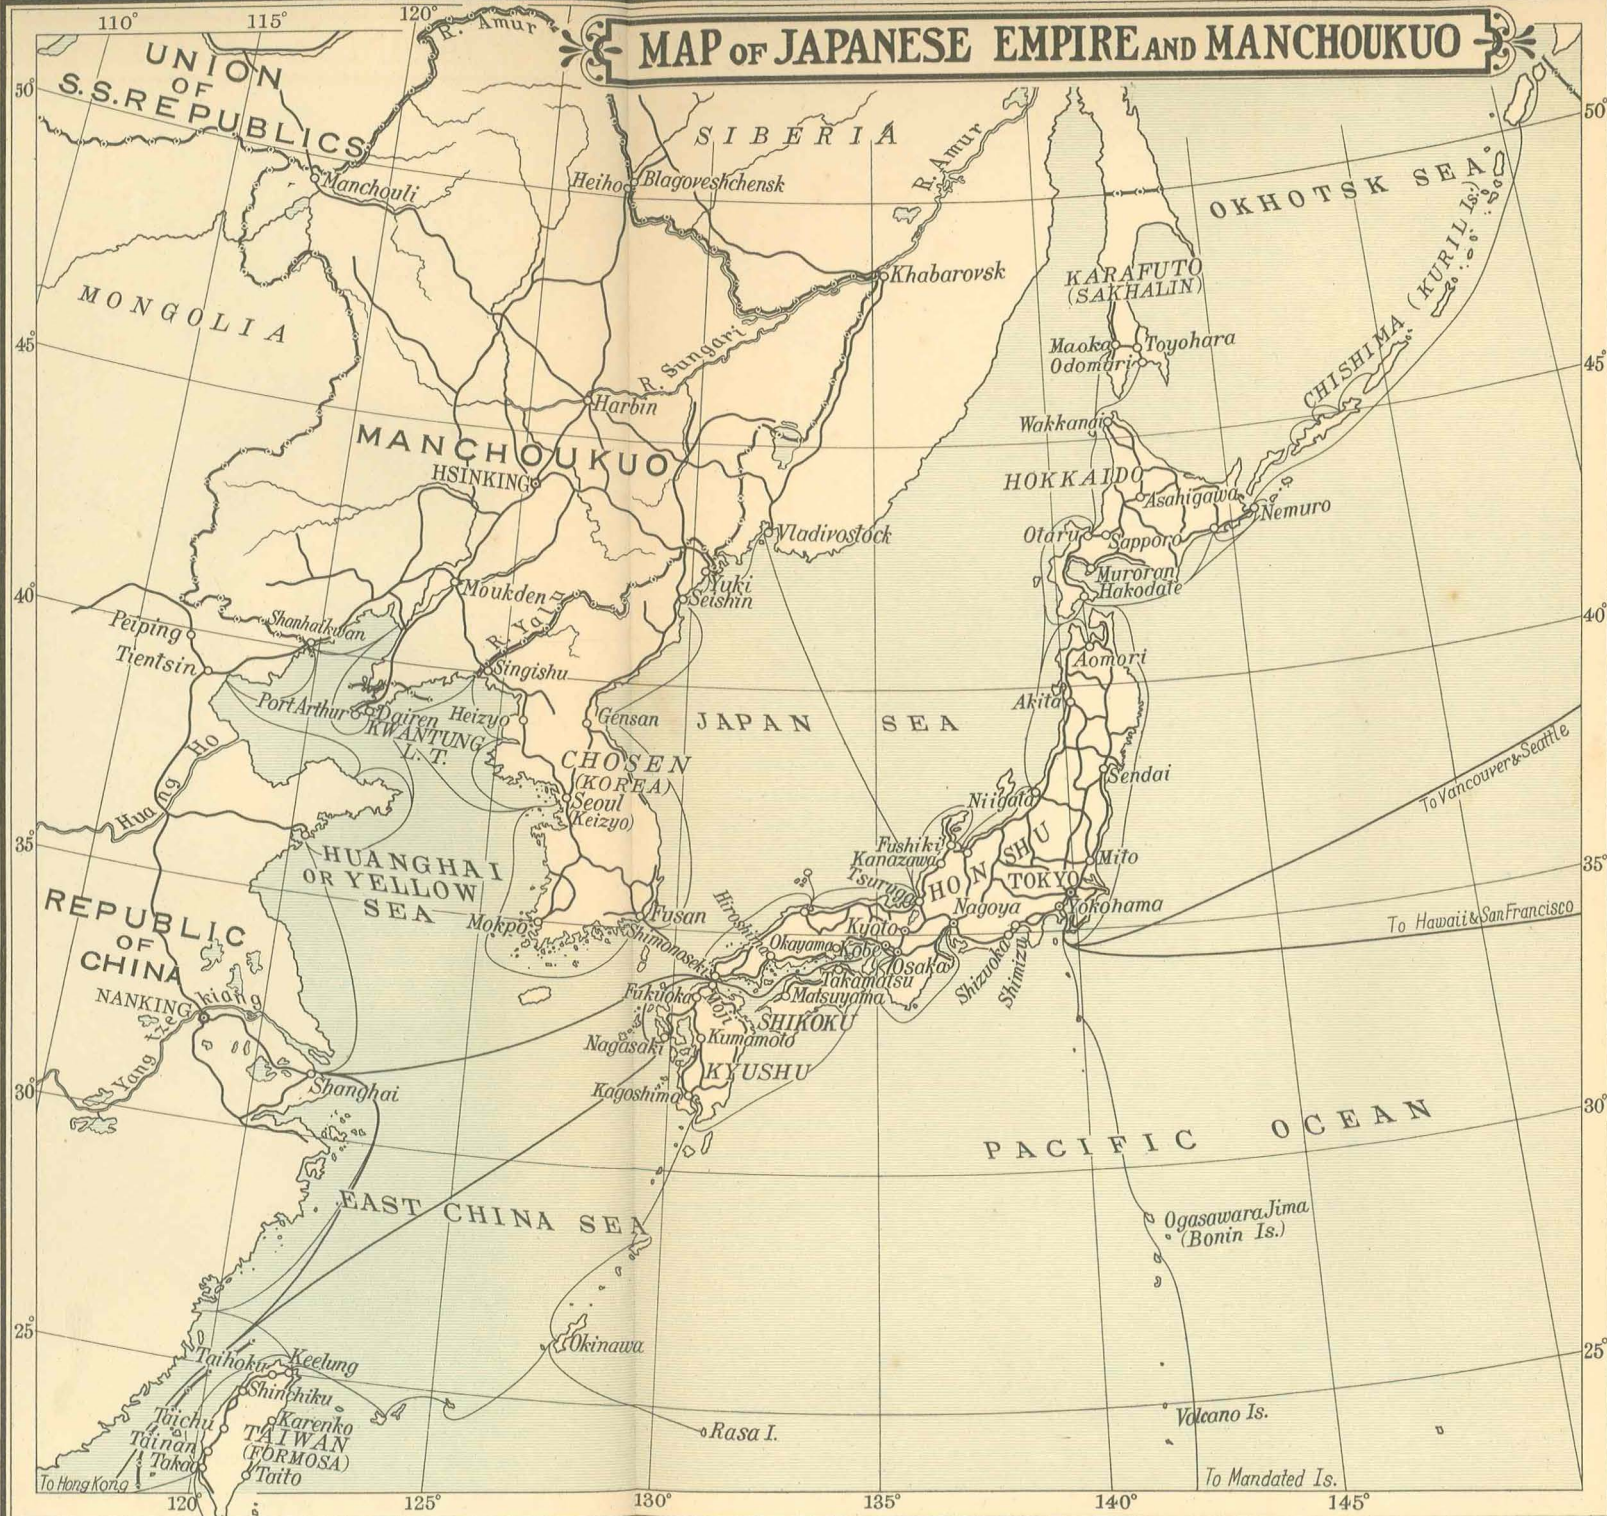 110° 115° 120°
MAP OF JAPANESE EMPIRE AND MANCHOUKUO
R. Amur
UNION
OF
S.S.REPUBLICS
50°
50°
SIBERIA
R. Amur
OKHOTSK SEA
Manchouli
Heiho
Blagoveshchensk
Khabarovsk
KARAFUTO
(SAKHALIN)
CHISHIMA (KURIL Is.)
MONGOLIA
45°
45°
R. Sungari
Maoka
Toyohara
Odomari
Harbin
Wakkanai
MANCHOUKUO
HSINKING
HOKKAIDO
Asahigawa
Nemuro
Otaru
Sapporo
Vladivostock
Muroran
Hakodate
Yuki
Seishin
40°
40°
Moukden
R. Yalu
Peiping
Shanhaikwan
Tientsin
Singishu
Aomori
Akita
Port Arthur
Dairen
KWANTUNG
L. T.
Heizyo
Gensan
JAPAN SEA
CHOSEN
(KOREA)
Seoul
(Keizyo)
Huang Ho
Sendai
Niigata
To Vancouver & Seattle
35°
35°
HUANGHAI
OR YELLOW
SEA
Fushiki
Kanazawa
Tsuruga
HONSHU
Mito
TOKYO
Yokohama
Nagoya
Kyoto
To Hawaii & San Francisco
REPUBLIC
OF
CHINA
Mokpo
Fusan
Hiroshima
Shimonoseki
Okayama
Kobe
Osaka
Takamatsu
Matsuyama
Shizuoka
Shimizu
NANKING
Yang tze kiang
Fukuoka
Moji
SHIKOKU
Nagasaki
Kumamoto
KYUSHU
Kagoshima
30°
30°
Shanghai
PACIFIC OCEAN
EAST CHINA SEA
Ogasawara Jima
(Bonin Is.)
25°
25°
Okinawa
Taihoku
Keelung
Shinchiku
Taichu
Karenko
Tainan
TAIWAN
(FORMOSA)
Takao
Taito
Rasa I.
Volcano Is.
To Hong Kong
To Mandated Is.
120° 125° 130° 135° 140° 145°